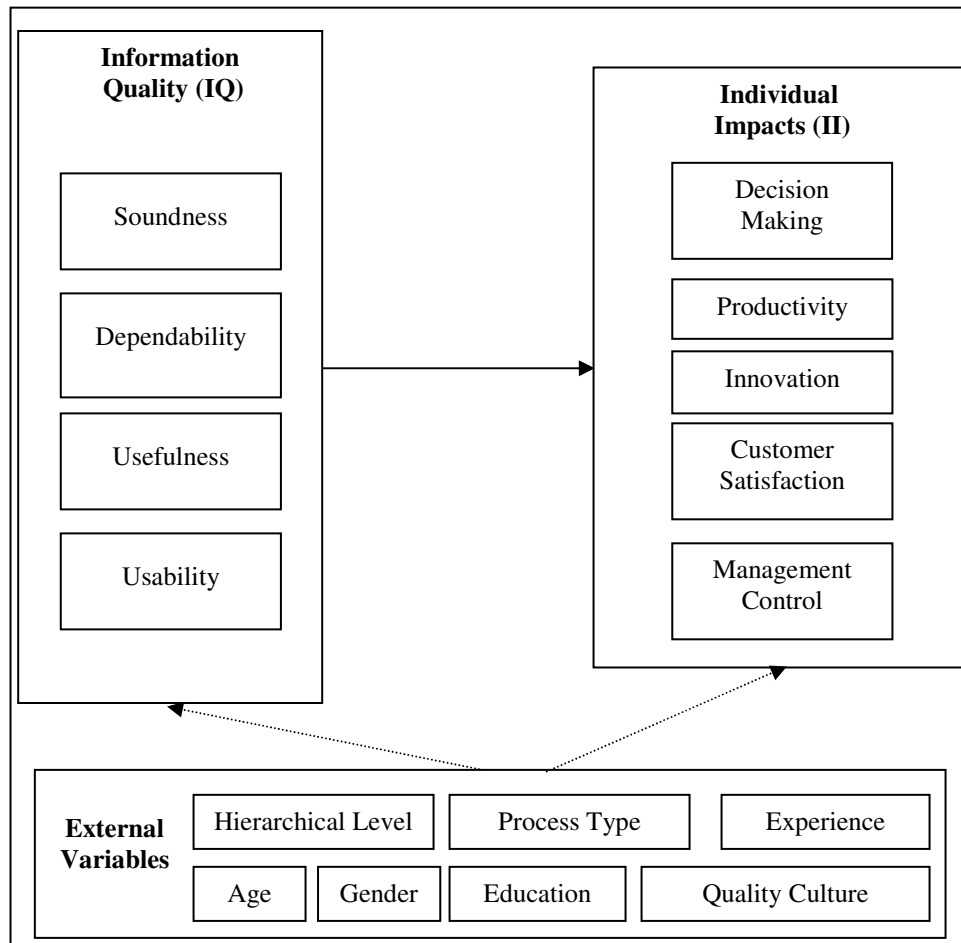 Information
Quality (IQ)
Soundness
Dependability
Usefulness
Usability
Individual
Impacts (II)
Decision
Making
Productivity
Innovation
Customer
Satisfaction
Management
Control
External
Variables
Hierarchical Level
Process Type
Experience
Age
Gender
Education
Quality Culture